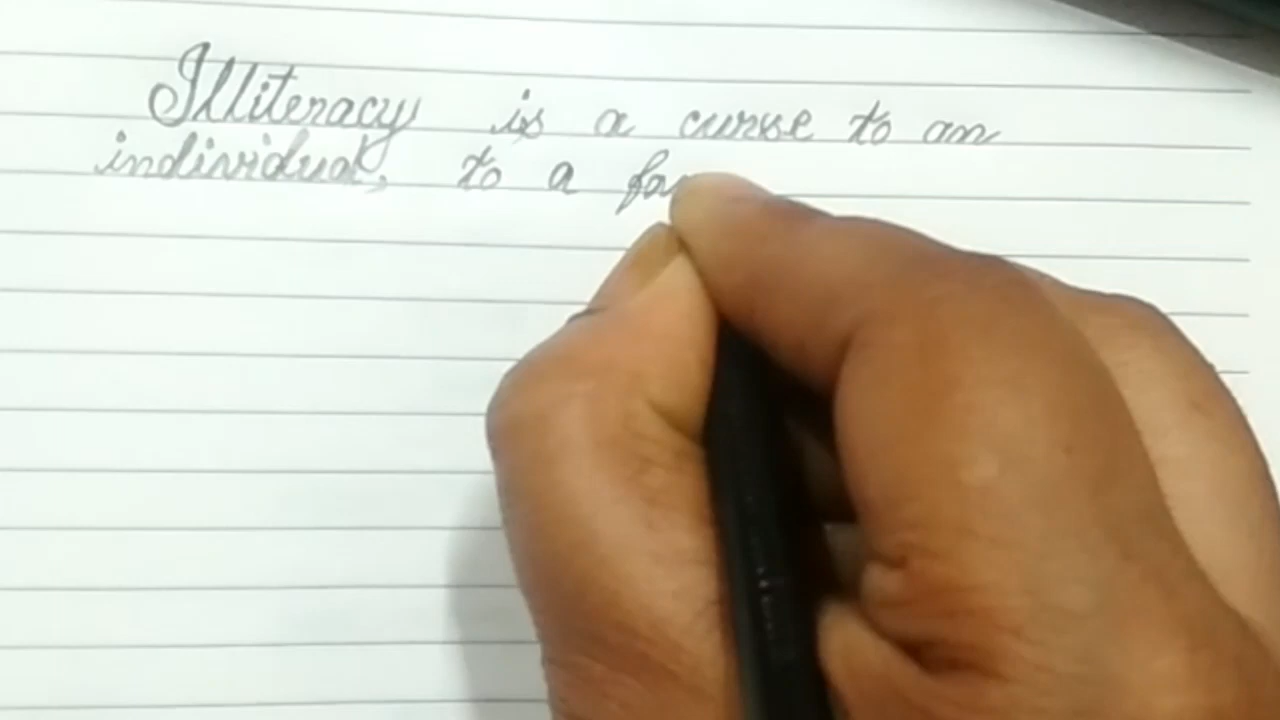 Illiteracy is a curse to an
individual, to a